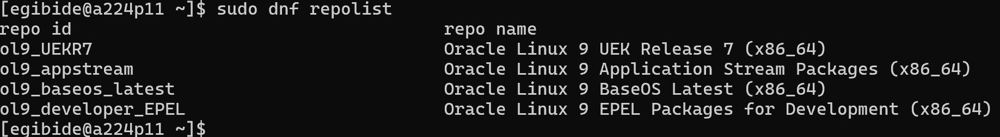 [egibide@a224p11 ~]$ sudo dnf repolist
repo id                                    repo name
ol9_UEKR7                                  Oracle Linux 9 UEK Release 7 (x86_64)
ol9_appstream                              Oracle Linux 9 Application Stream Packages (x86_64)
ol9_baseos_latest                          Oracle Linux 9 BaseOS Latest (x86_64)
ol9_developer_EPEL                         Oracle Linux 9 EPEL Packages for Development (x86_64)
[egibide@a224p11 ~]$